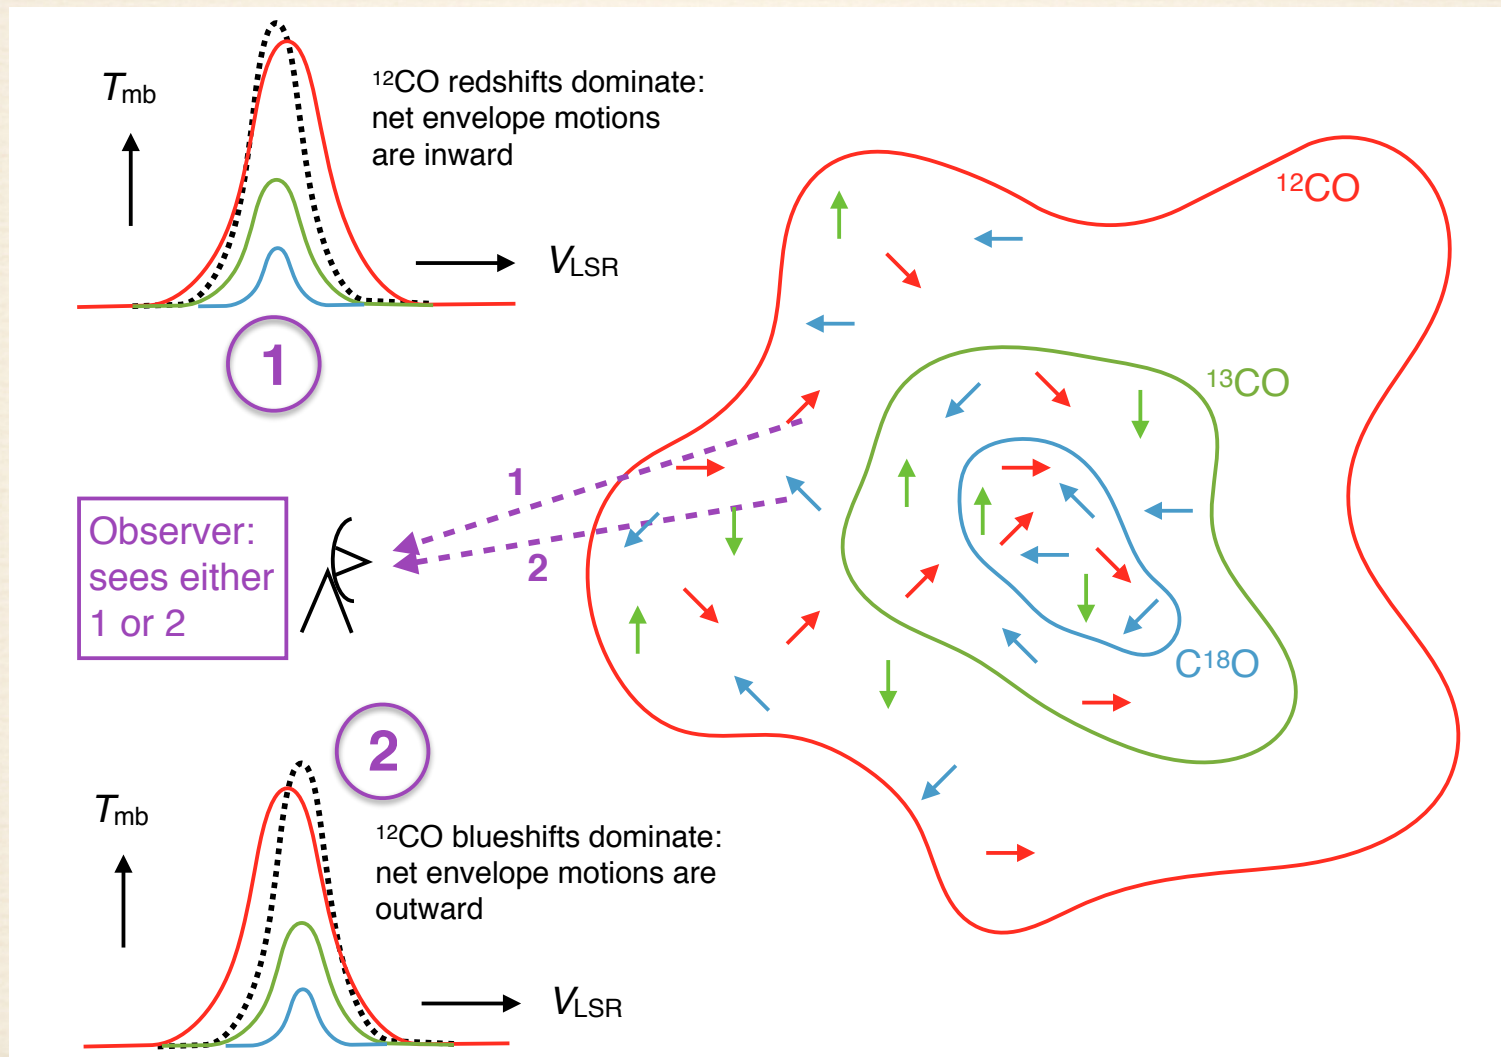 T_mb
¹²CO redshifts dominate:
net envelope motions
are inward
V_LSR
1
¹²CO
¹³CO
C¹⁸O
1
2
Observer:
sees either
1 or 2
2
T_mb
¹²CO blueshifts dominate:
net envelope motions are
outward
V_LSR